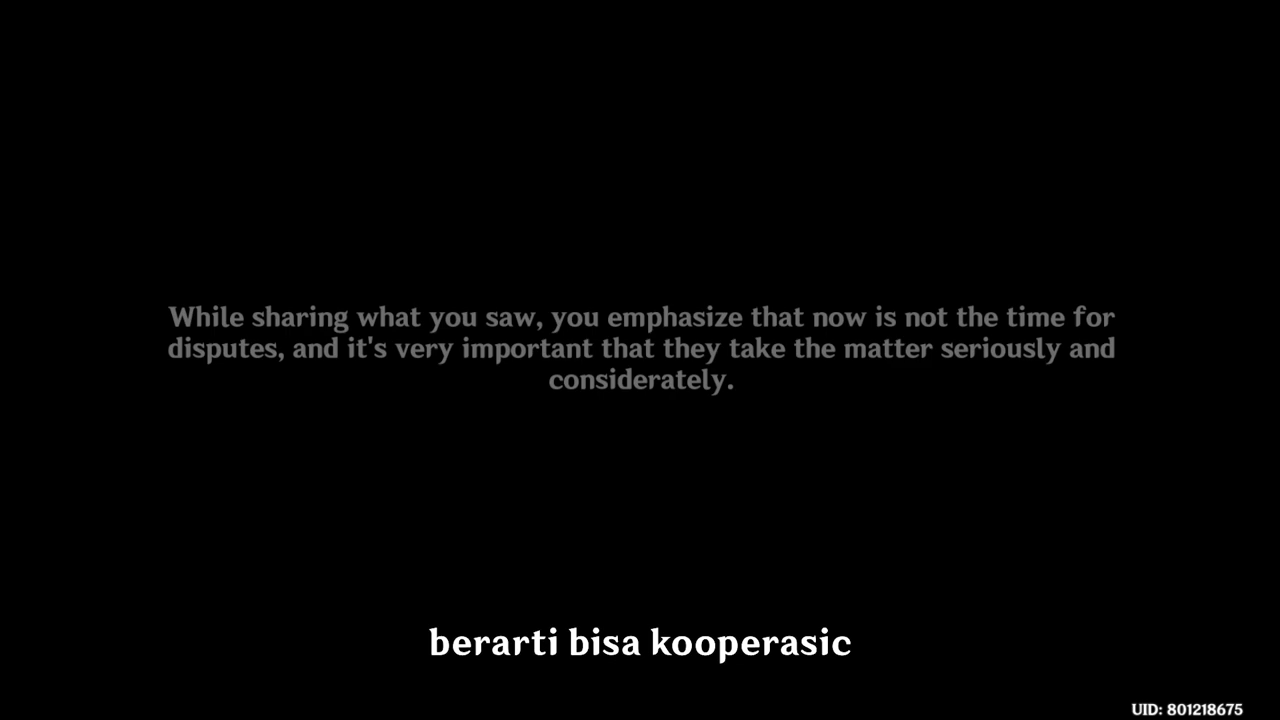 While sharing what you saw, you emphasize that now is not the time for
disputes, and it's very important that they take the matter seriously and
considerately.
berarti bisa kooperasic
UID: 801218675